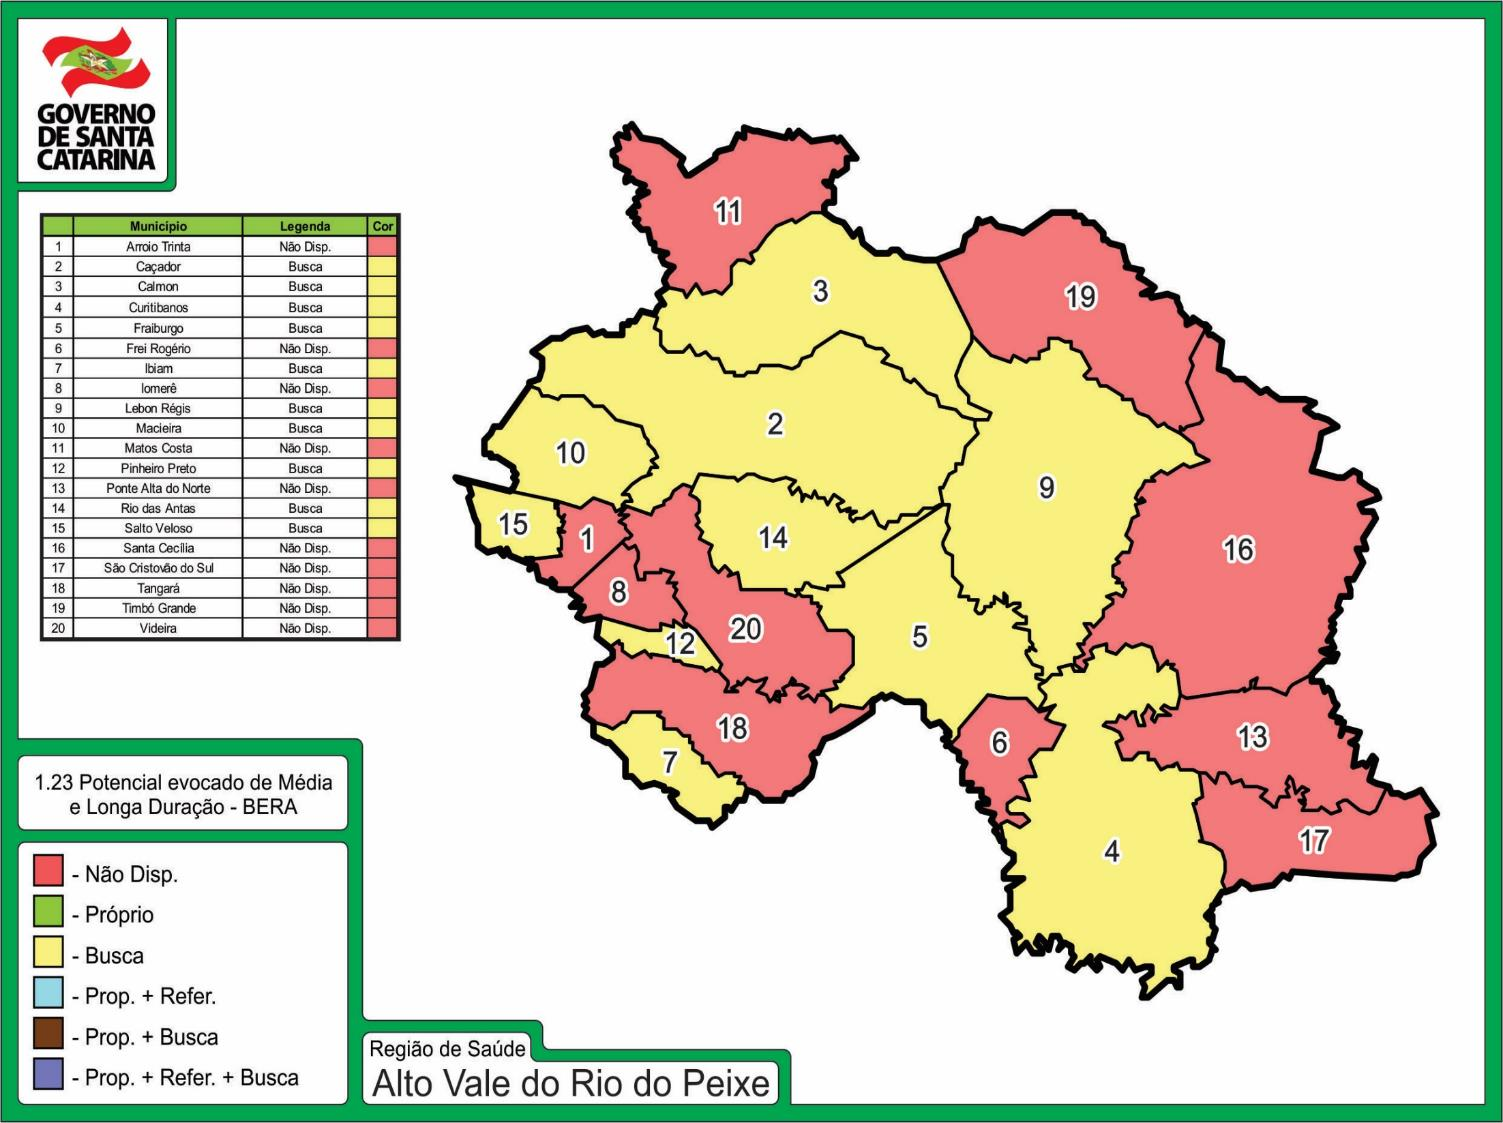 GOVERNO
DE SANTA
CATARINA
Município Legenda Cor
1 Arroio Trinta Não Disp.
2 Caçador Busca
3 Calmon Busca
4 Curitibanos Busca
5 Fraiburgo Busca
6 Frei Rogério Não Disp.
7 Ibiam Busca
8 Iomerê Não Disp.
9 Lebon Régis Busca
10 Macieira Busca
11 Matos Costa Não Disp.
12 Pinheiro Preto Busca
13 Ponte Alta do Norte Não Disp.
14 Rio das Antas Busca
15 Salto Veloso Busca
16 Santa Cecília Não Disp.
17 São Cristovão do Sul Não Disp.
18 Tangará Não Disp.
19 Timbó Grande Não Disp.
20 Videira Não Disp.
11
3
19
2
10
9
15
1
14
16
8
20
12
5
18
6
13
7
17
4
1.23 Potencial evocado de Média
e Longa Duração - BERA
- Não Disp.
- Próprio
- Busca
- Prop. + Refer.
- Prop. + Busca
- Prop. + Refer. + Busca
Região de Saúde
Alto Vale do Rio do Peixe